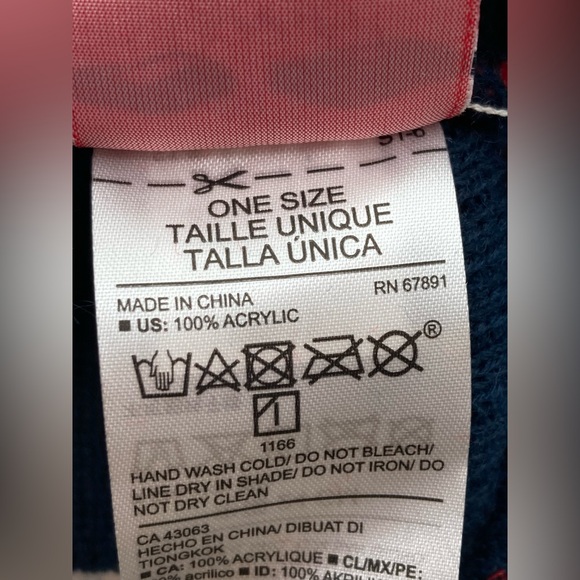 ONE SIZE
TAILLE UNIQUE
TALLA ÚNICA
RN 67891
MADE IN CHINA
■ US: 100% ACRYLIC
®
1166
HAND WASH COLD/ DO NOT BLEACH/
LINE DRY IN SHADE/ DO NOT IRON/ DO
NOT DRY CLEAN
CA 43063
HECHO EN CHINA/ DIBUAT DI
TIONGKOK
■ CA: 100% ACRYLIQUE ■ CL/MX/PE:
acrílico ■ ID: 100%